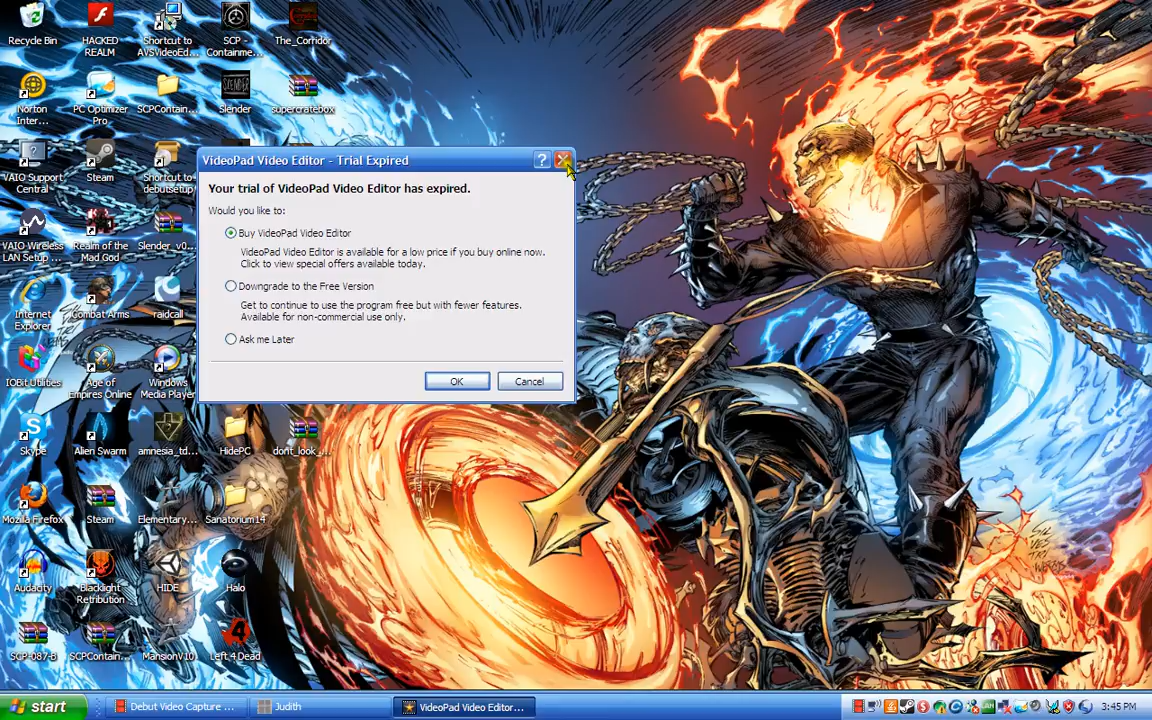 Recycle Bin
HACKED REALM
Shortcut to AVSVideoEd...
SCP - Containme...
The_Corridor
Norton Inter...
PC Optimizer Pro
SCPContain...
SLENDER
Slender
supercratebox
VAIO Support Central
Steam
Shortcut to debutsetup
VAIO Wireless LAN Setup ...
Realm of the Mad God
Slender_v0...
Internet Explorer
Combat Arms
raidcall
IOBit Utilities
Age of Empires Online
Windows Media Player
Skype
Alien Swarm
amnesia_td...
HidePC
dont_look_...
Mozilla Firefox
Steam
Elementary...
Sanatorium14
Audacity
Blacklight Retribution
HIDE
Halo
SCP-087-B
SCPContain...
MansionV10
Left 4 Dead
VideoPad Video Editor - Trial Expired
Your trial of VideoPad Video Editor has expired.
Would you like to:
Buy VideoPad Video Editor
VideoPad Video Editor is available for a low price if you buy online now.
Click to view special offers available today.
Downgrade to the Free Version
Get to continue to use the program free but with fewer features.
Available for non-commercial use only.
Ask me Later
OK
Cancel
start
Debut Video Capture ...
Judith
VideoPad Video Editor...
3:45 PM